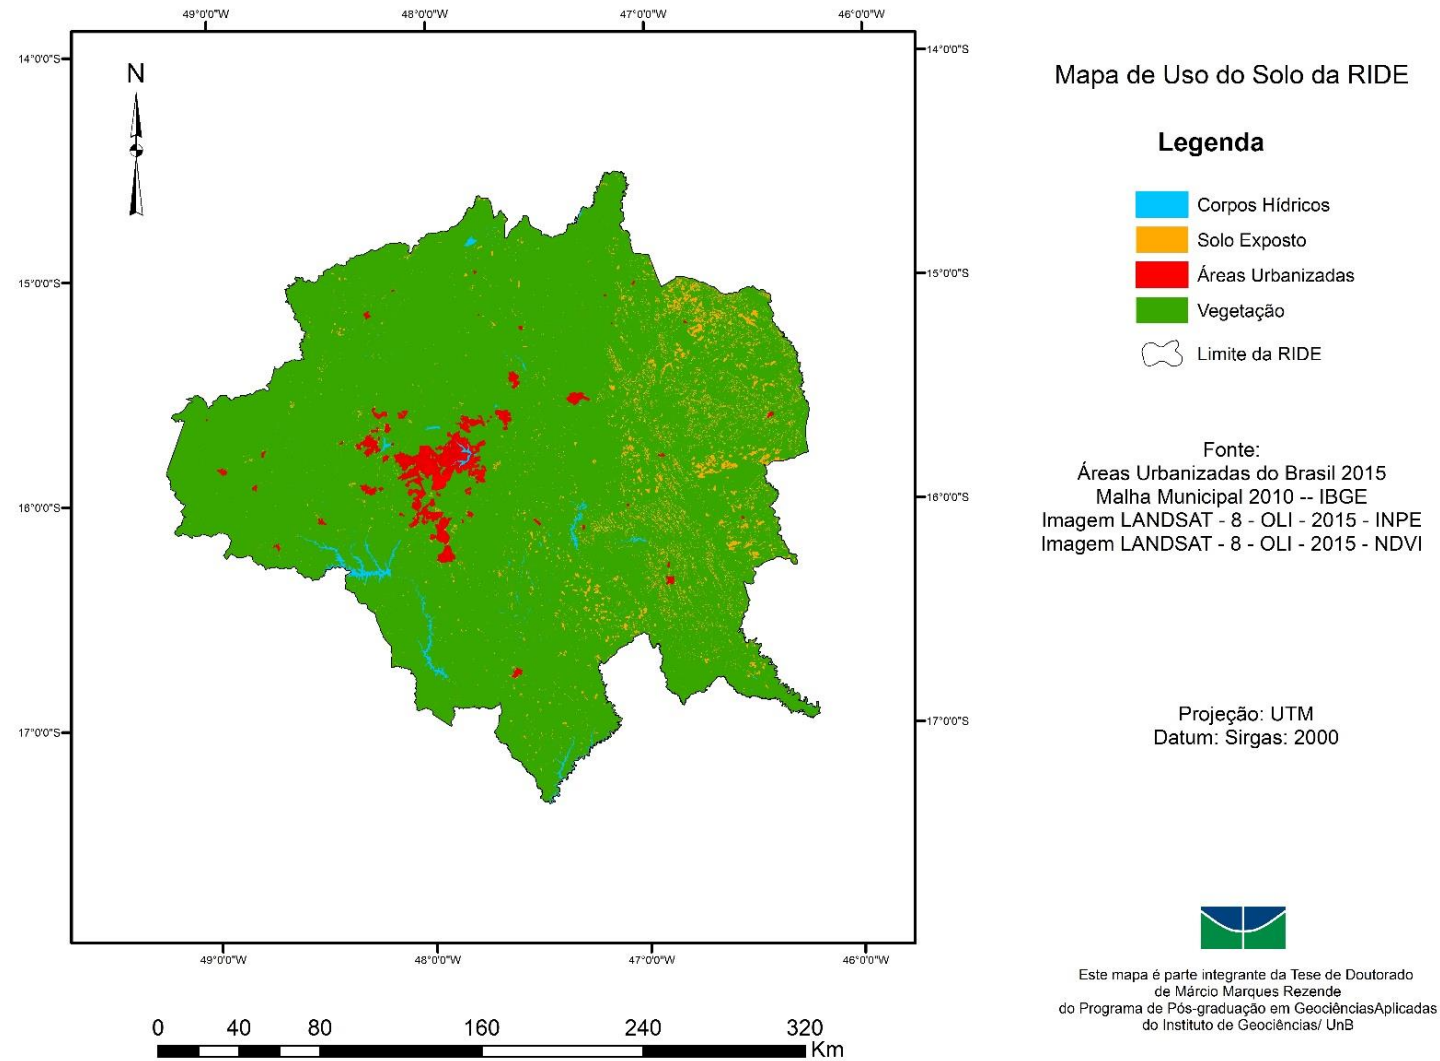 49°0'0"W 48°0'0"W 47°0'0"W 46°0'0"W
14°0'0"S 14°0'0"S
N
15°0'0"S 15°0'0"S
16°0'0"S 16°0'0"S
17°0'0"S 17°0'0"S
49°0'0"W 48°0'0"W 47°0'0"W 46°0'0"W
0 40 80 160 240 320
Km
Mapa de Uso do Solo da RIDE
Legenda
Corpos Hídricos
Solo Exposto
Áreas Urbanizadas
Vegetação
Limite da RIDE
Fonte:
Áreas Urbanizadas do Brasil 2015
Malha Municipal 2010 -- IBGE
Imagem LANDSAT - 8 - OLI - 2015 - INPE
Imagem LANDSAT - 8 - OLI - 2015 - NDVI
Projeção: UTM
Datum: Sirgas: 2000
Este mapa é parte integrante da Tese de Doutorado
de Márcio Marques Rezende
do Programa de Pós-graduação em GeociênciasAplicadas
do Instituto de Geociências/ UnB